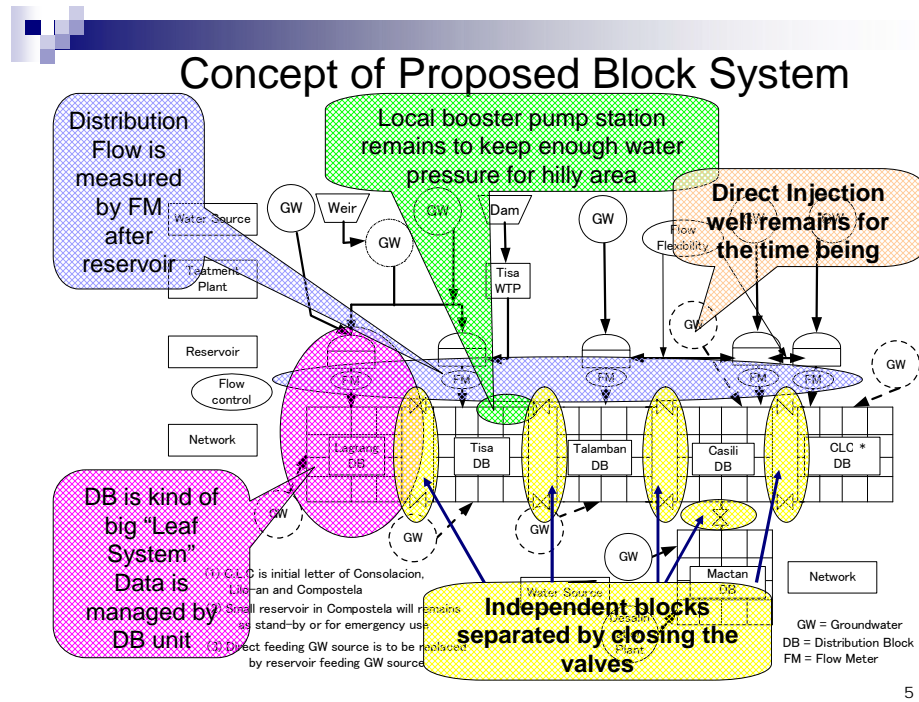 Concept of Proposed Block System
Distribution
Flow is
measured
by FM
after
reservoir
Local booster pump station
remains to keep enough water
pressure for hilly area
Direct Injection
well remains for
the time being
Water Source
GW
Weir
GW
GW
Dam
GW
Flow
Flexibility
GW
GW
Plant
Tisa
WTP
GW
GW
Reservoir
Flow
control
FM
FM
FM
FM
FM
Network
Lagtang
DB
Tisa
DB
Talamban
DB
Casili
DB
CLC *
DB
DB is kind of
big “Leaf
System”
Data is
managed by
DB unit
GW
GW
GW
GW
Mactan
DB
Network
(1) C.L.C is initial letter of Consolacion,
Lilo-an and Compostela
(2) Small reservoir in Compostela will remains
as stand-by or for emergency use
(3) Direct feeding GW source is to be replaced
by reservoir feeding GW source
Water Source
Plant
Independent blocks
separated by closing the
valves
GW = Groundwater
DB = Distribution Block
FM = Flow Meter
5